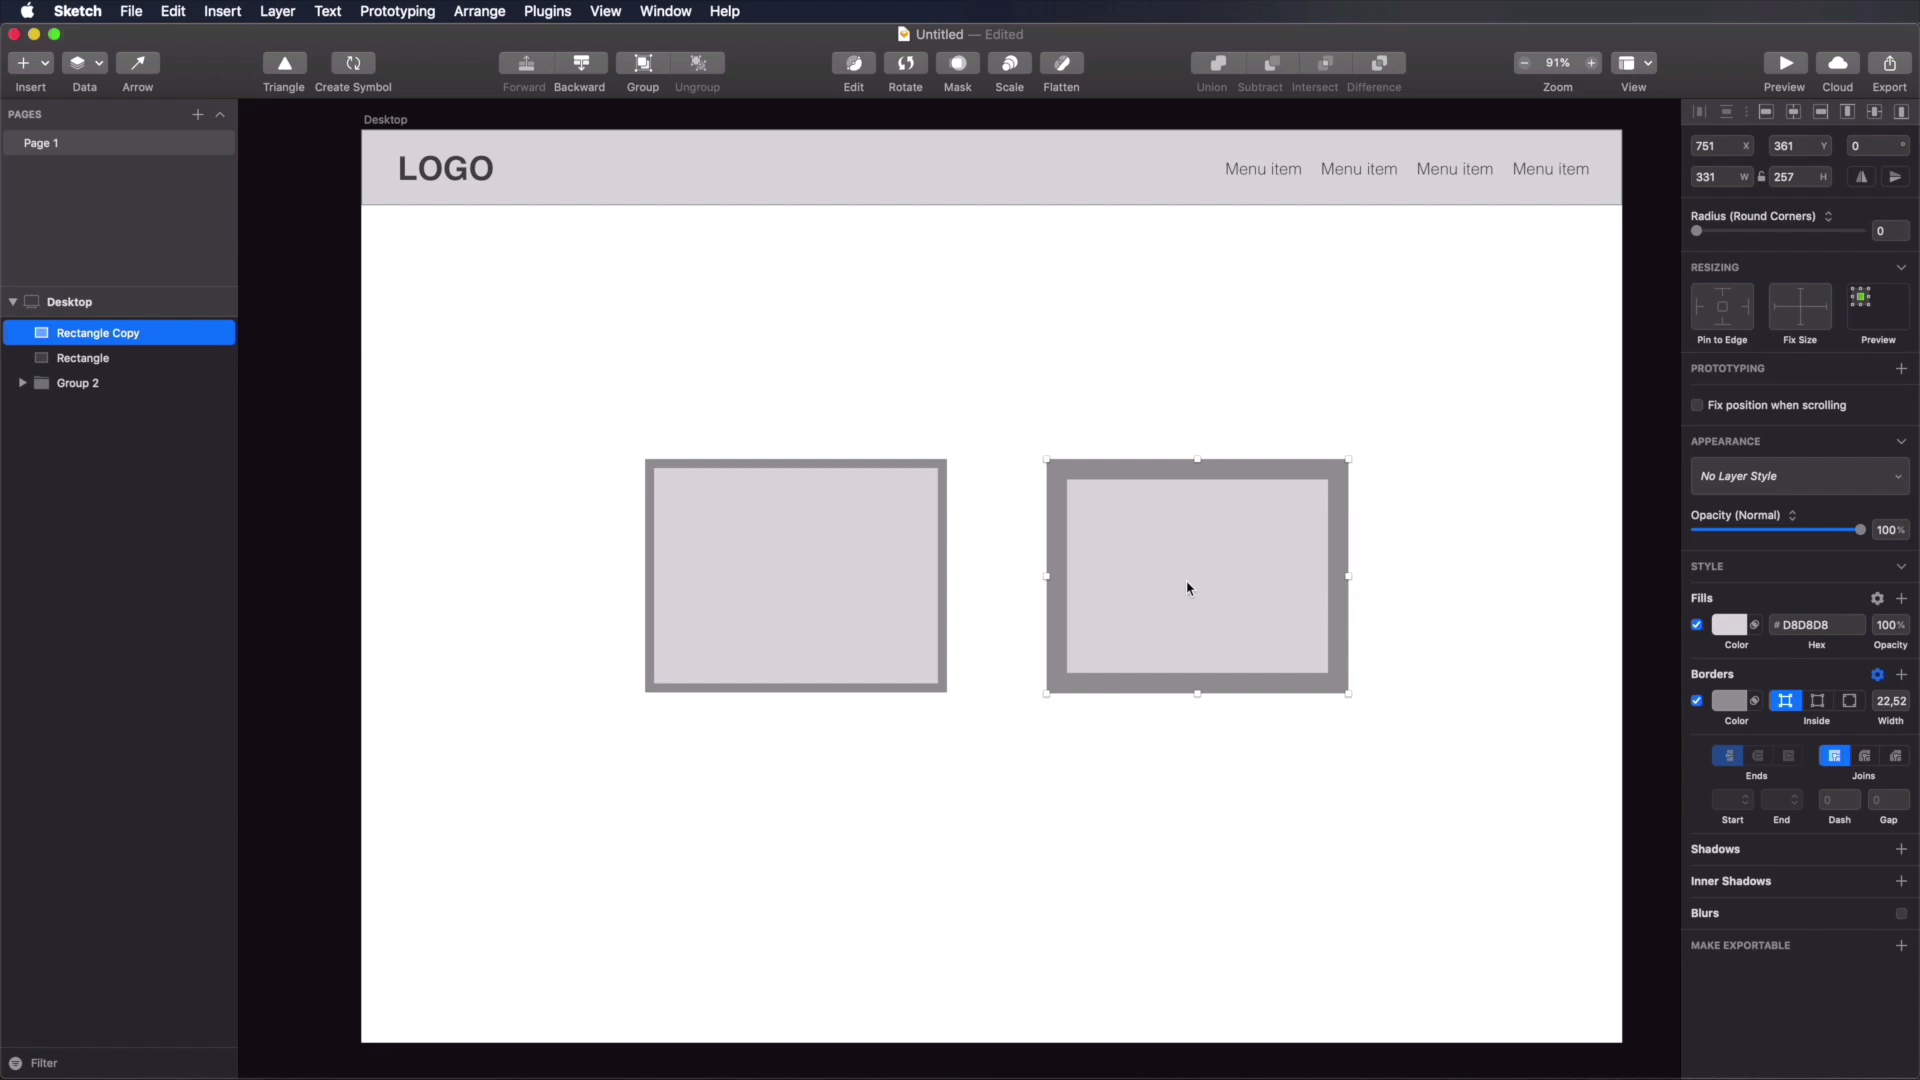 Sketch File Edit Insert Layer Text Prototyping Arrange Plugins View Window Help
Untitled — Edited
91%
Insert Data Arrow Triangle Create Symbol Forward Backward Group Ungroup Edit Rotate Mask Scale Flatten Union Subtract Intersect Difference Zoom View Preview Cloud Export
PAGES
Page 1
Desktop
Rectangle Copy
Rectangle
Group 2
Filter
Desktop
LOGO
Menu item Menu item Menu item Menu item
751 X 361 Y 0 °
331 W 257 H
Radius (Round Corners)
0
RESIZING
Pin to Edge Fix Size Preview
PROTOTYPING
Fix position when scrolling
APPEARANCE
No Layer Style
Opacity (Normal)
100%
STYLE
Fills
# D8D8D8 100%
Color Hex Opacity
Borders
22,52
Color Inside Width
Ends Joins
0 0
Start End Dash Gap
Shadows
Inner Shadows
Blurs
MAKE EXPORTABLE